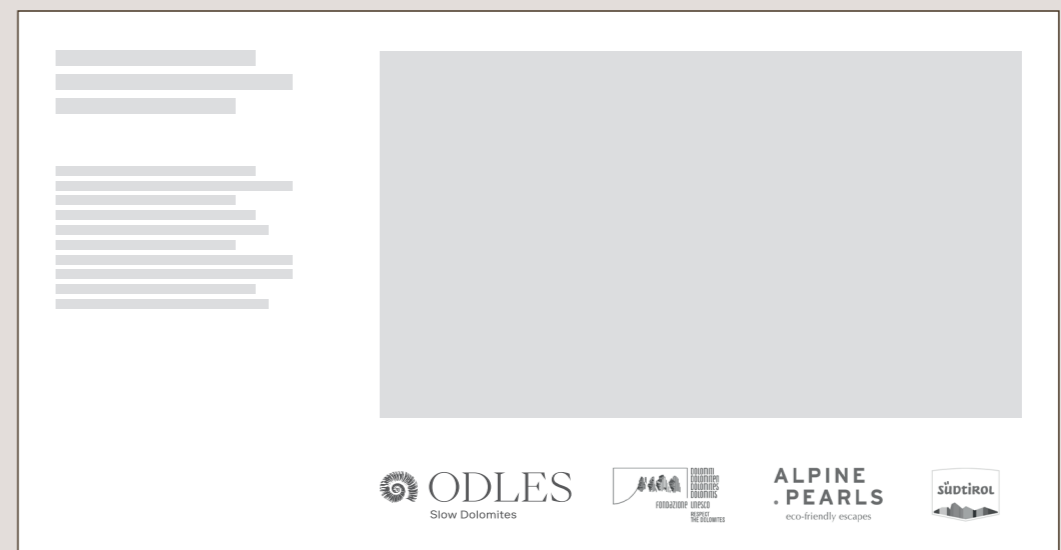 ODLES
Slow Dolomites
DOLOMITI
DOLOMITEN
DOLOMITES
DOLOMITIS
FONDAZIONE UNESCO
RESPECT
THE DOLOMITES
ALPINE
.PEARLS
eco-friendly escapes
SÜDTIROL